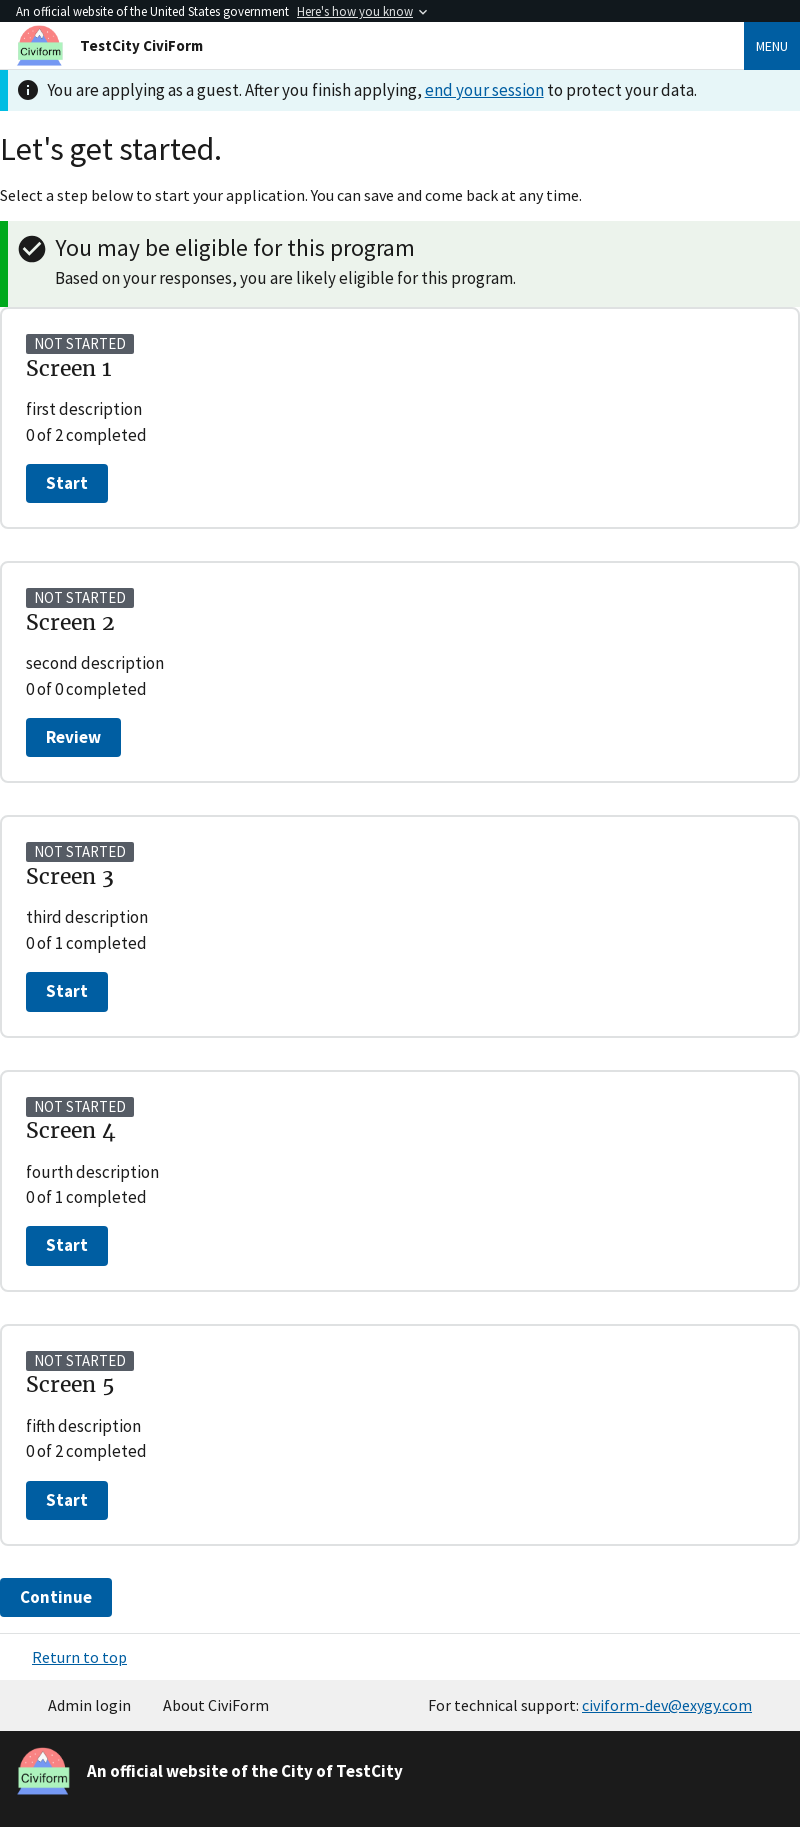 An official website of the United States government Here's how you know
Civiform
TestCity CiviForm
MENU
You are applying as a guest. After you finish applying, end your session to protect your data.
Let's get started.
Select a step below to start your application. You can save and come back at any time.
You may be eligible for this program
Based on your responses, you are likely eligible for this program.
NOT STARTED
Screen 1
first description
0 of 2 completed
Start
NOT STARTED
Screen 2
second description
0 of 0 completed
Review
NOT STARTED
Screen 3
third description
0 of 1 completed
Start
NOT STARTED
Screen 4
fourth description
0 of 1 completed
Start
NOT STARTED
Screen 5
fifth description
0 of 2 completed
Start
Continue
Return to top
Admin login About CiviForm For technical support: civiform-dev@exygy.com
Civiform
An official website of the City of TestCity